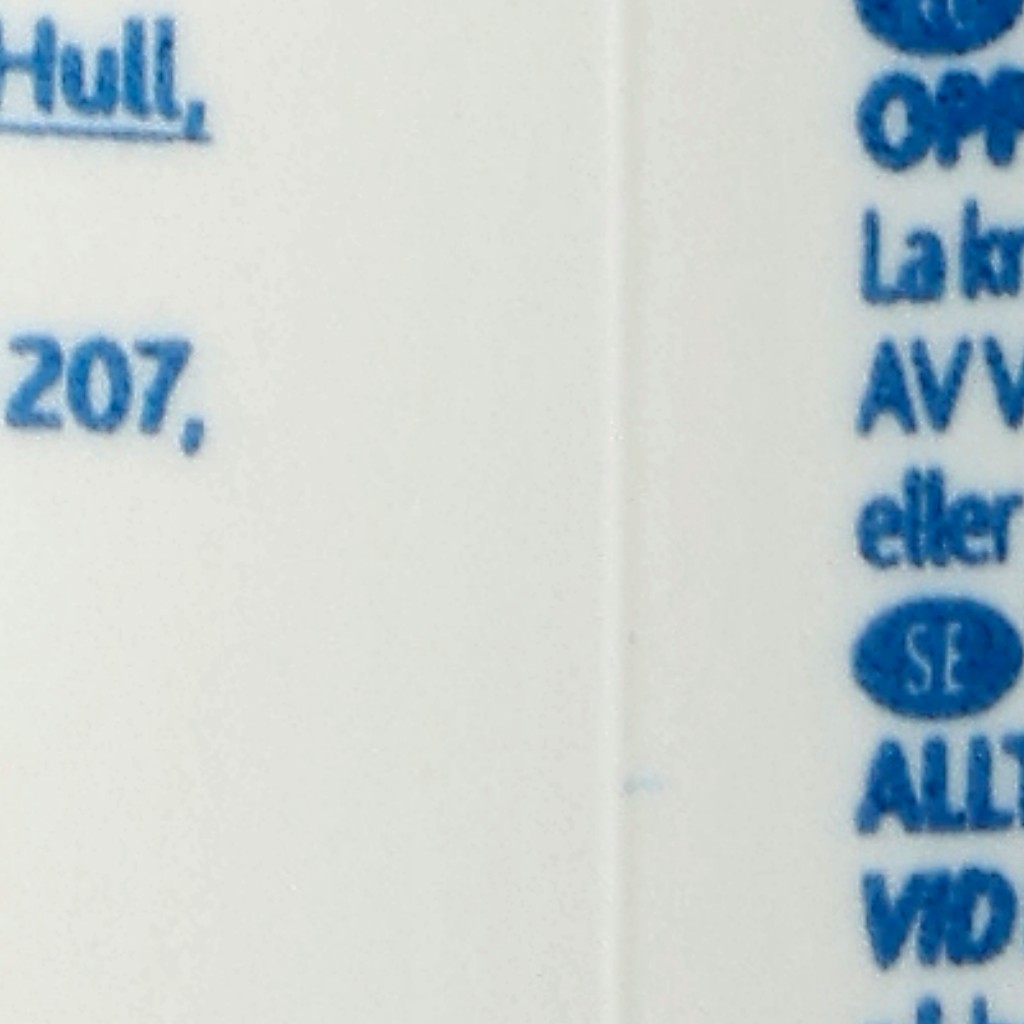 Hull,
207,
OPP
La kr
AV V
eller
SE
ALLT
VID